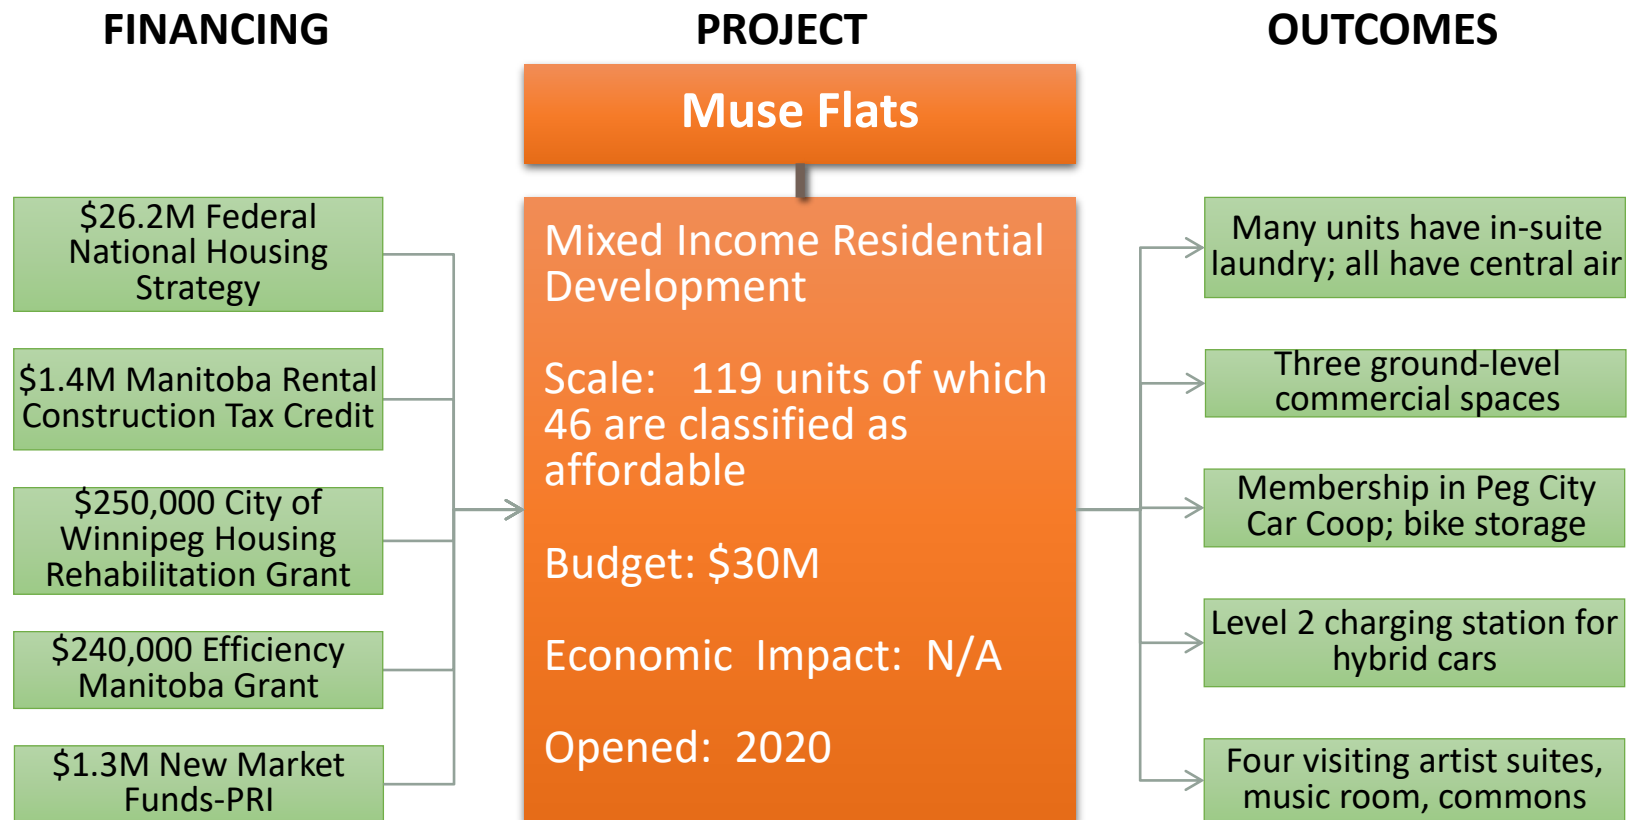 FINANCING
PROJECT
OUTCOMES
Muse Flats
$26.2M Federal
National Housing
Strategy
$1.4M Manitoba Rental
Construction Tax Credit
$250,000 City of
Winnipeg Housing
Rehabilitation Grant
$240,000 Efficiency
Manitoba Grant
$1.3M New Market
Funds-PRI
Mixed Income Residential
Development
Scale: 119 units of which
46 are classified as
affordable
Budget: $30M
Economic Impact: N/A
Opened: 2020
Many units have in-suite
laundry; all have central air
Three ground-level
commercial spaces
Membership in Peg City
Car Coop; bike storage
Level 2 charging station for
hybrid cars
Four visiting artist suites,
music room, commons